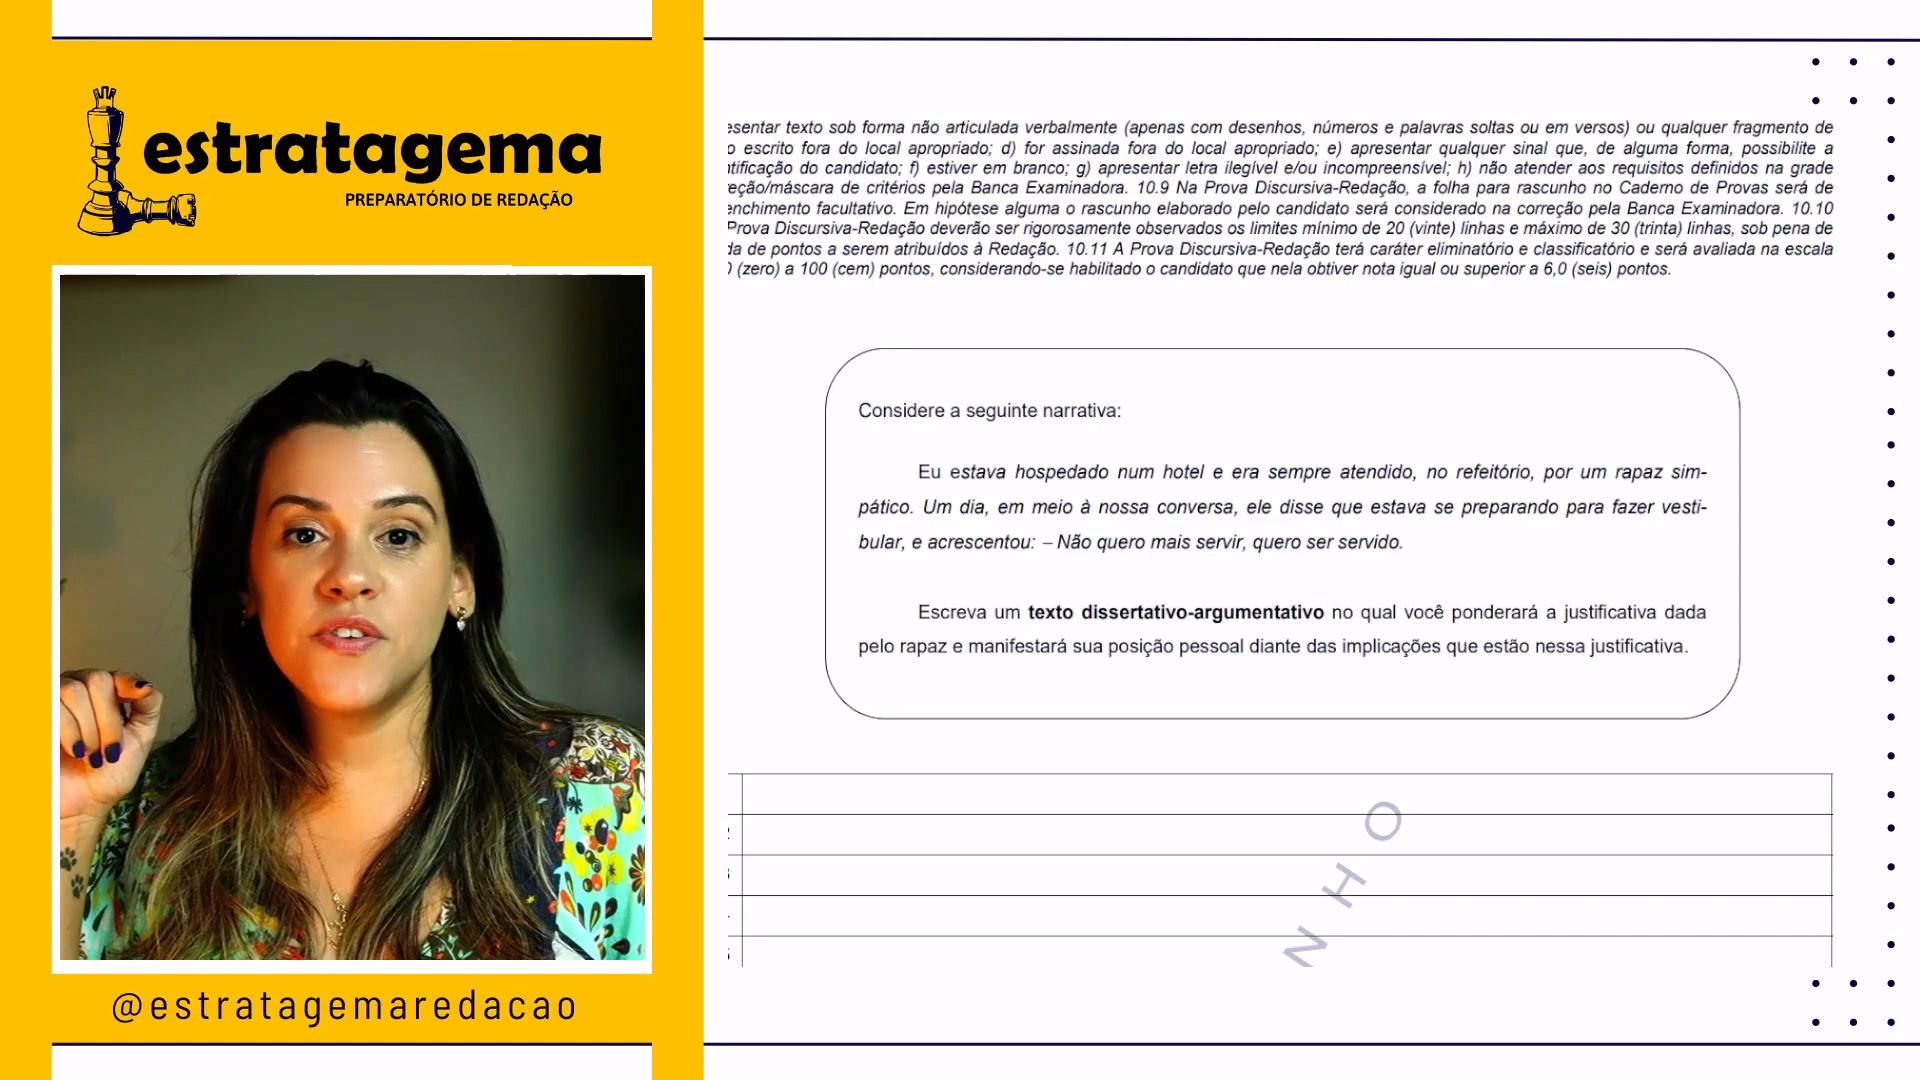 estratagema
PREPARATÓRIO DE REDAÇÃO
@estratagemaredacao
esentar texto sob forma não articulada verbalmente (apenas com desenhos, números e palavras soltas ou em versos) ou qualquer fragmento de
o escrito fora do local apropriado; d) for assinada fora do local apropriado; e) apresentar qualquer sinal que, de alguma forma, possibilite a
ntificação do candidato; f) estiver em branco; g) apresentar letra ilegível e/ou incompreensível; h) não atender aos requisitos definidos na grade
reção/máscara de critérios pela Banca Examinadora. 10.9 Na Prova Discursiva-Redação, a folha para rascunho no Caderno de Provas será de
enchimento facultativo. Em hipótese alguma o rascunho elaborado pelo candidato será considerado na correção pela Banca Examinadora. 10.10
Prova Discursiva-Redação deverão ser rigorosamente observados os limites mínimo de 20 (vinte) linhas e máximo de 30 (trinta) linhas, sob pena de
da de pontos a serem atribuídos à Redação. 10.11 A Prova Discursiva-Redação terá caráter eliminatório e classificatório e será avaliada na escala
(zero) a 100 (cem) pontos, considerando-se habilitado o candidato que nela obtiver nota igual ou superior a 6,0 (seis) pontos.
Considere a seguinte narrativa:
Eu estava hospedado num hotel e era sempre atendido, no refeitório, por um rapaz sim-
pático. Um dia, em meio à nossa conversa, ele disse que estava se preparando para fazer vesti-
bular, e acrescentou: – Não quero mais servir, quero ser servido.
Escreva um texto dissertativo-argumentativo no qual você ponderará a justificativa dada
pelo rapaz e manifestará sua posição pessoal diante das implicações que estão nessa justificativa.
N H O